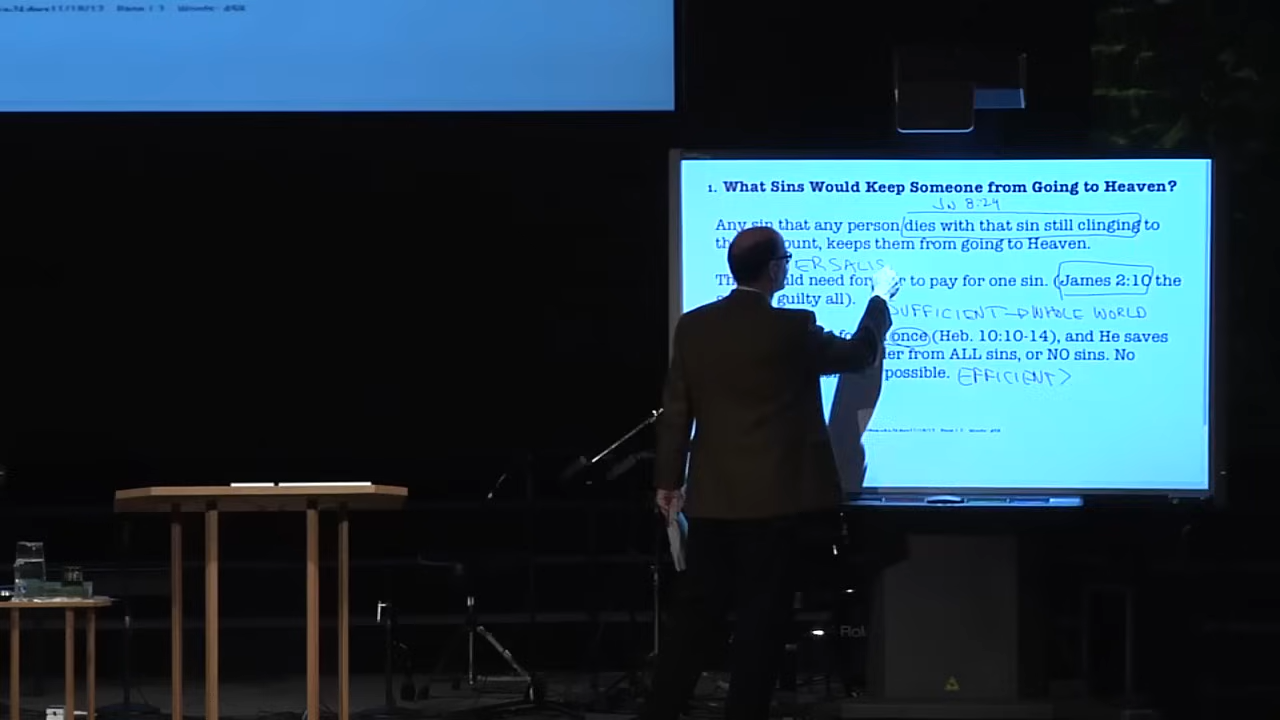 1. What Sins Would Keep Someone from Going to Heaven?
JN 8:24
Any sin that any person dies with that sin still clinging to
ount, keeps them from going to Heaven.
ERSALIS
ld need for to pay for one sin. (James 2:10 the
guilty all).
SUFFICIENT → WHOLE WORLD
once (Heb. 10:10-14), and He saves
er from ALL sins, or NO sins. No
possible. EFFICIENT >
Rol